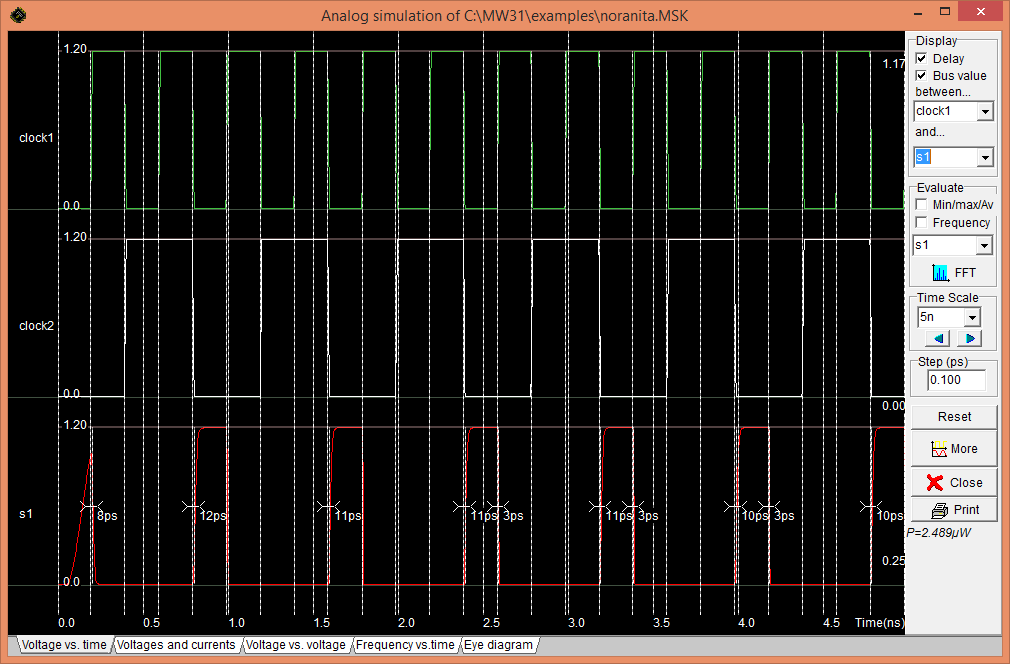 Analog simulation of C:\MW31\examples\noranita.MSK
1.20
1.17
clock1
0.0
1.20
clock2
0.0
0.00
1.20
s1
8ps 12ps 11ps 11ps 3ps 11ps 3ps 10ps 3ps 10ps
0.25
0.0
0.0 0.5 1.0 1.5 2.0 2.5 3.0 3.5 4.0 4.5 Time(ns)
Display
Delay
Bus value
between...
clock1
and...
s1
Evaluate
Min/max/Av
Frequency
s1
FFT
Time Scale
5n
Step (ps)
0.100
Reset
More
Close
Print
P=2.489µW
Voltage vs. time Voltages and currents Voltage vs. voltage Frequency vs.time Eye diagram